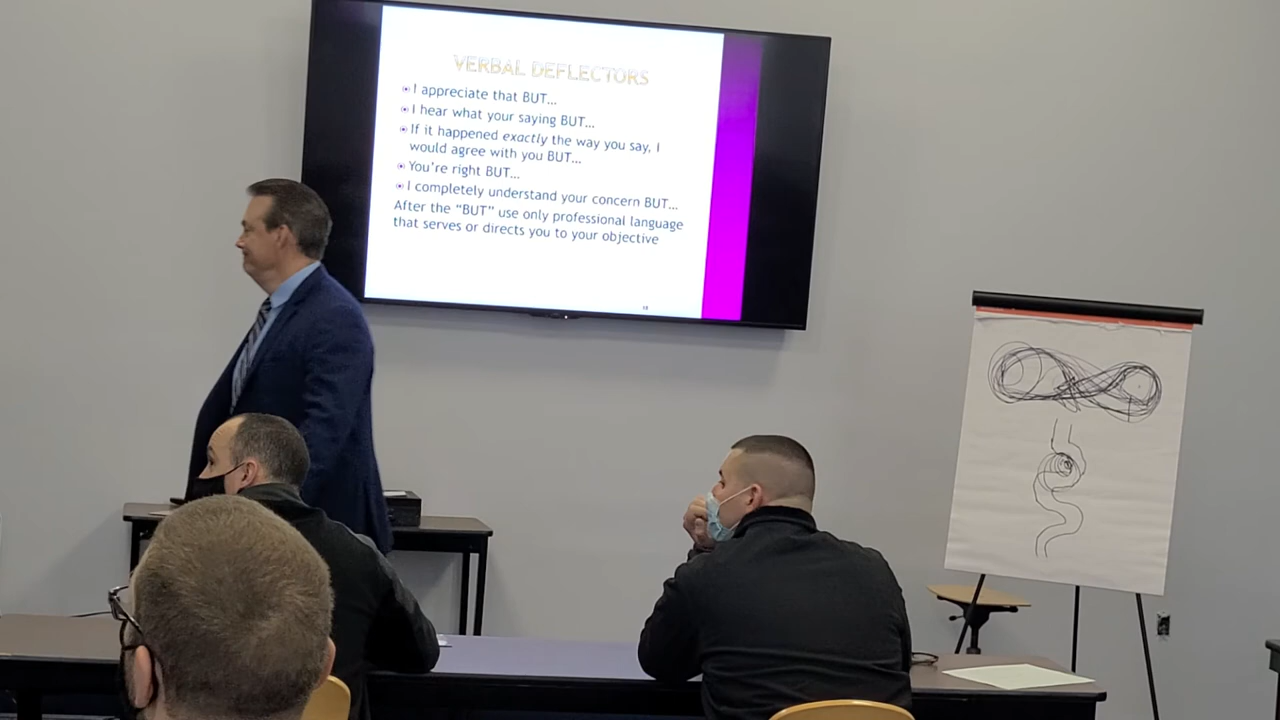 VERBAL DEFLECTORS
I appreciate that BUT...
I hear what your saying BUT...
If it happened exactly the way you say, I
would agree with you BUT...
You're right BUT...
I completely understand your concern BUT...
After the "BUT" use only professional language
that serves or directs you to your objective